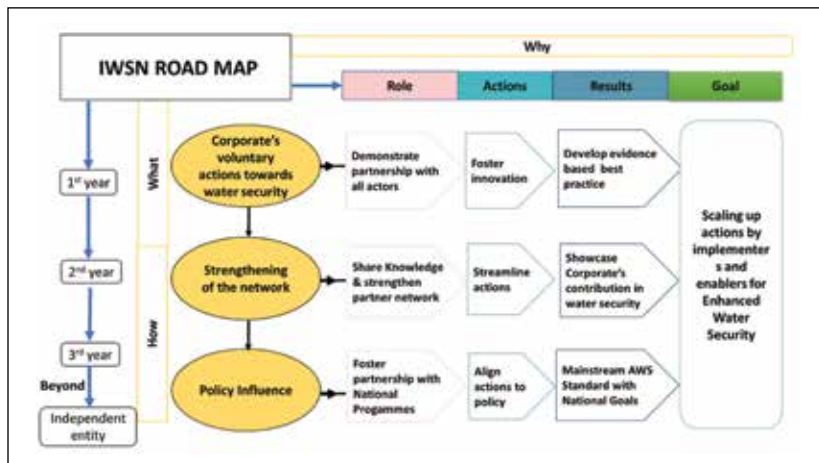 Why
IWSN ROAD MAP
Role
Actions
Results
Goal
What
1st year
Corporate's
voluntary
actions towards
water security
Demonstrate
partnership with
all actors
Foster
innovation
Develop evidence
based best
practice
Scaling up
actions by
implementer
s and
enablers for
Enhanced
Water
Security
How
2nd year
Strengthening
of the network
Share Knowledge
& strengthen
partner network
Streamline
actions
Showcase
Corporate's
contribution in
water security
3rd year
Beyond
Independent
entity
Policy Influence
Foster
partnership with
National
Progammes
Align
actions to
policy
Mainstream AWS
Standard with
National Goals